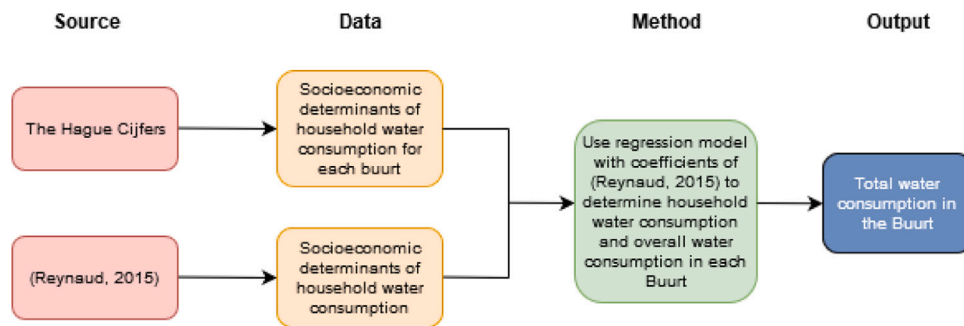 Source
Data
Method
Output
The Hague Cijfers
Socioeconomic
determinants of
household water
consumption for
each buurt
(Reynaud, 2015)
Socioeconomic
determinants of
household water
consumption
Use regression model
with coefficients of
(Reynaud, 2015) to
determine household
water consumption
and overall water
consumption in each
Buurt
Total water
consumption in
the Buurt